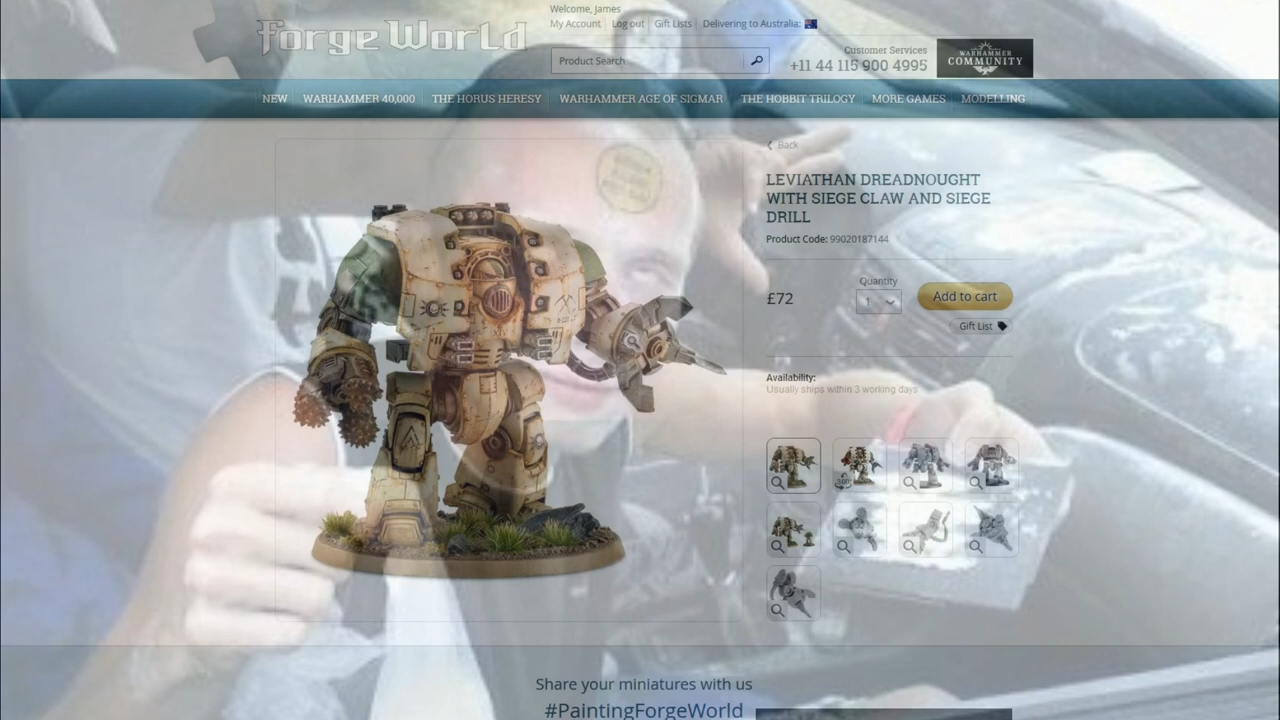 Welcome, James
My Account Log out Gift Lists Delivering to Australia:
Forge World
Product Search
Customer Services
+11 44 115 900 4995
WARHAMMER
COMMUNITY
NEW WARHAMMER 40,000 THE HORUS HERESY WARHAMMER AGE OF SIGMAR THE HOBBIT TRILOGY MORE GAMES MODELLING
Back
LEVIATHAN DREADNOUGHT
WITH SIEGE CLAW AND SIEGE
DRILL
Product Code: 99020187144
Quantity
£72
1
Add to cart
Gift List
Availability:
Usually ships within 3 working days
360
Share your miniatures with us
#PaintingForgeWorld